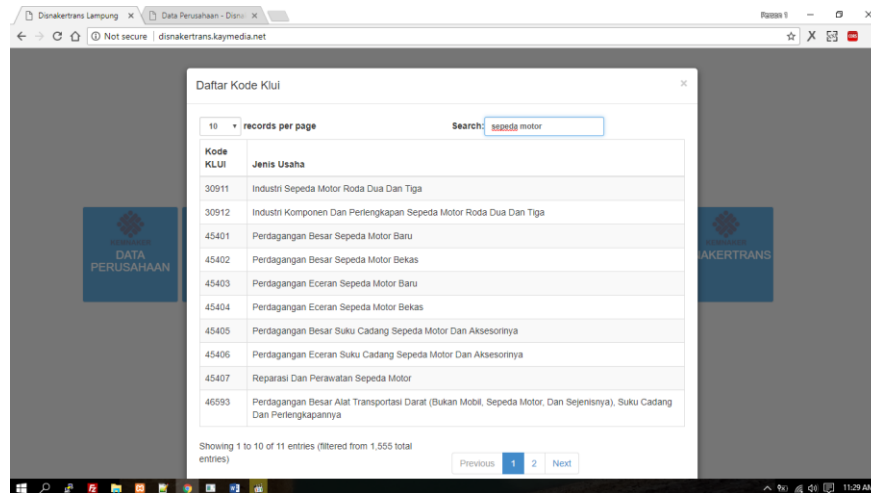 Disnakertrans Lampung
Data Perusahaan - Disna
Not secure | disnakertrans.kaymedia.net
Daftar Kode Klui
10 records per page
Search: sepeda motor
Kode KLUI
Jenis Usaha
30911 Industri Sepeda Motor Roda Dua Dan Tiga
30912 Industri Komponen Dan Perlengkapan Sepeda Motor Roda Dua Dan Tiga
45401 Perdagangan Besar Sepeda Motor Baru
45402 Perdagangan Besar Sepeda Motor Bekas
45403 Perdagangan Eceran Sepeda Motor Baru
45404 Perdagangan Eceran Sepeda Motor Bekas
45405 Perdagangan Besar Suku Cadang Sepeda Motor Dan Aksesorinya
45406 Perdagangan Eceran Suku Cadang Sepeda Motor Dan Aksesorinya
45407 Reparasi Dan Perawatan Sepeda Motor
46593 Perdagangan Besar Alat Transportasi Darat (Bukan Mobil, Sepeda Motor, Dan Sejenisnya), Suku Cadang
Dan Perlengkapannya
DATA
PERUSAHAAN
AKERTRANS
Showing 1 to 10 of 11 entries (filtered from 1,555 total
entries)
Previous 1 2 Next
11:29 AM